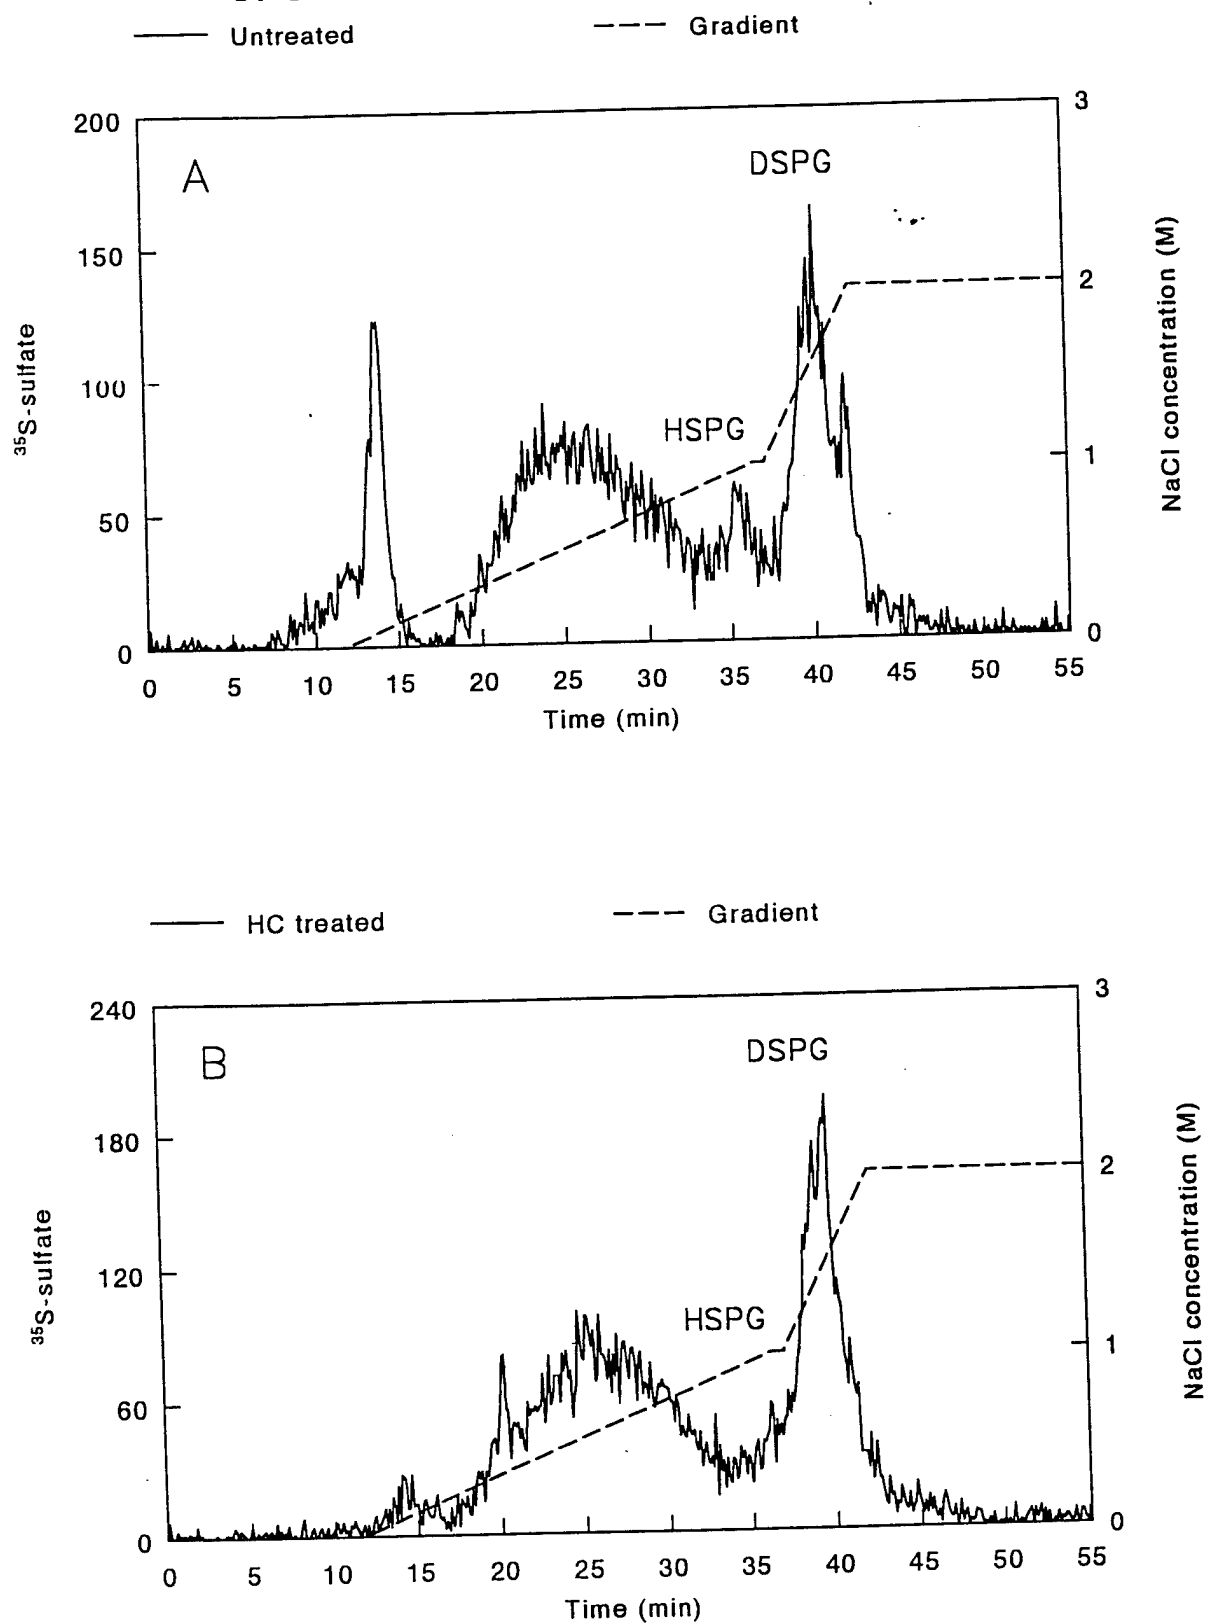 Untreated Gradient
200 3
A
DSPG
150
2
100
HSPG
1
50
0 0
0 5 10 15 20 25 30 35 40 45 50 55
Time (min)
35S-sulfate
NaCl concentration (M)
HC treated Gradient
240 3
B
DSPG
180
2
120
HSPG
1
60
0 0
0 5 10 15 20 25 30 35 40 45 50 55
Time (min)
35S-sulfate
NaCl concentration (M)